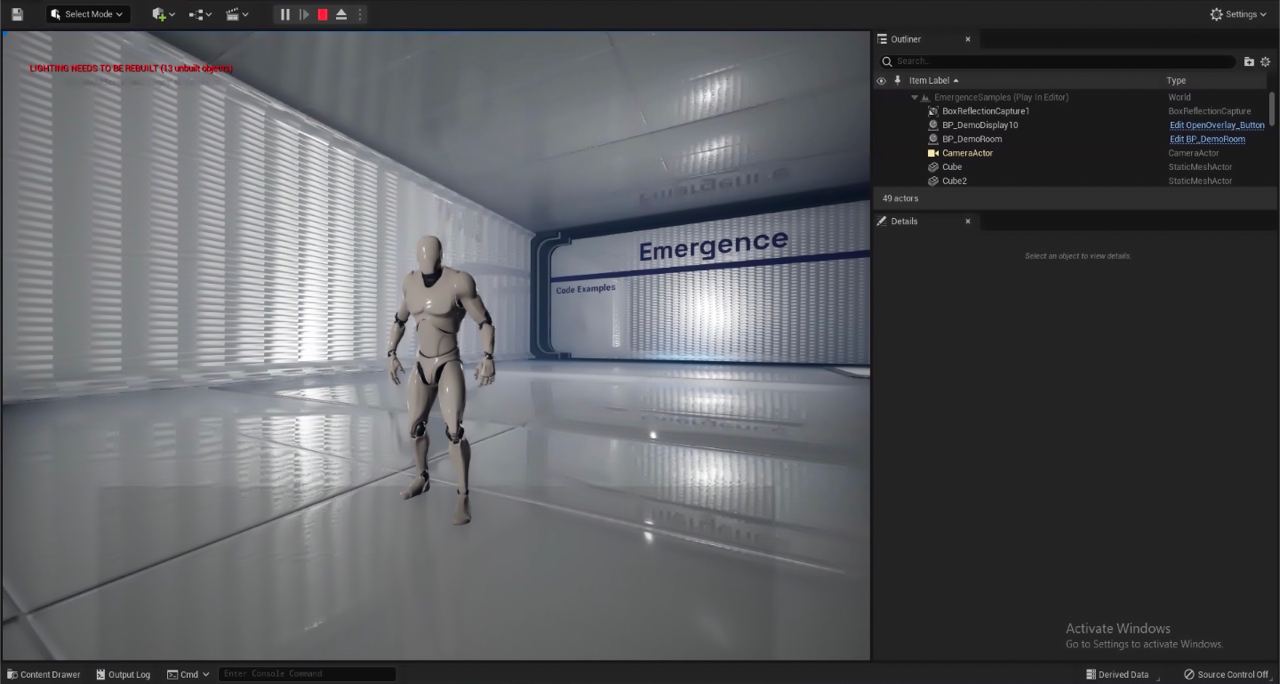 Select Mode
Settings
LIGHTING NEEDS TO BE REBUILT (13 unbuilt objects)
Emergence
Code Examples
Outliner
Search...
Item Label Type
EmergenceSamples (Play In Editor) World
BoxReflectionCapture1 BoxReflectionCapture
BP_DemoDisplay10 Edit OpenOverlay_Button
BP_DemoRoom Edit BP_DemoRoom
CameraActor CameraActor
Cube StaticMeshActor
Cube2 StaticMeshActor
49 actors
Details
Select an object to view details.
Activate Windows
Go to Settings to activate Windows.
Content Drawer Output Log Cmd Enter Console Command Derived Data Source Control Off